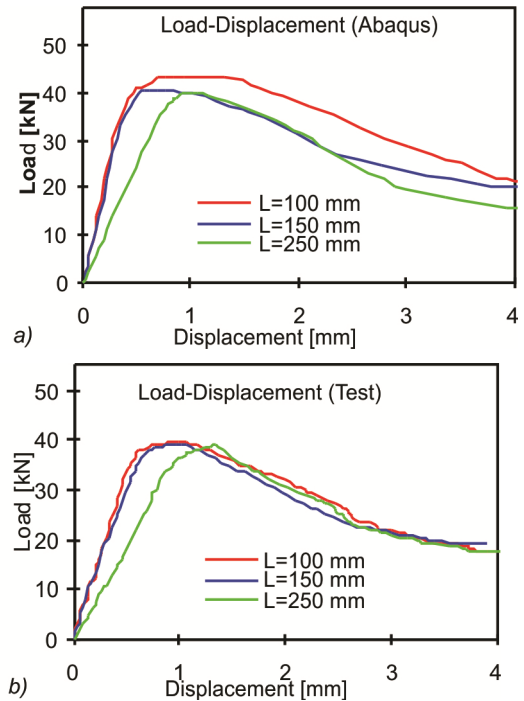 Load-Displacement (Abaqus)
50
40
30
20
10
0
Load [kN]
L=100 mm
L=150 mm
L=250 mm
0 1 2 3 4
Displacement [mm]
a)
Load-Displacement (Test)
50
40
30
20
10
0
Load [kN]
L=100 mm
L=150 mm
L=250 mm
0 1 2 3 4
Displacement [mm]
b)